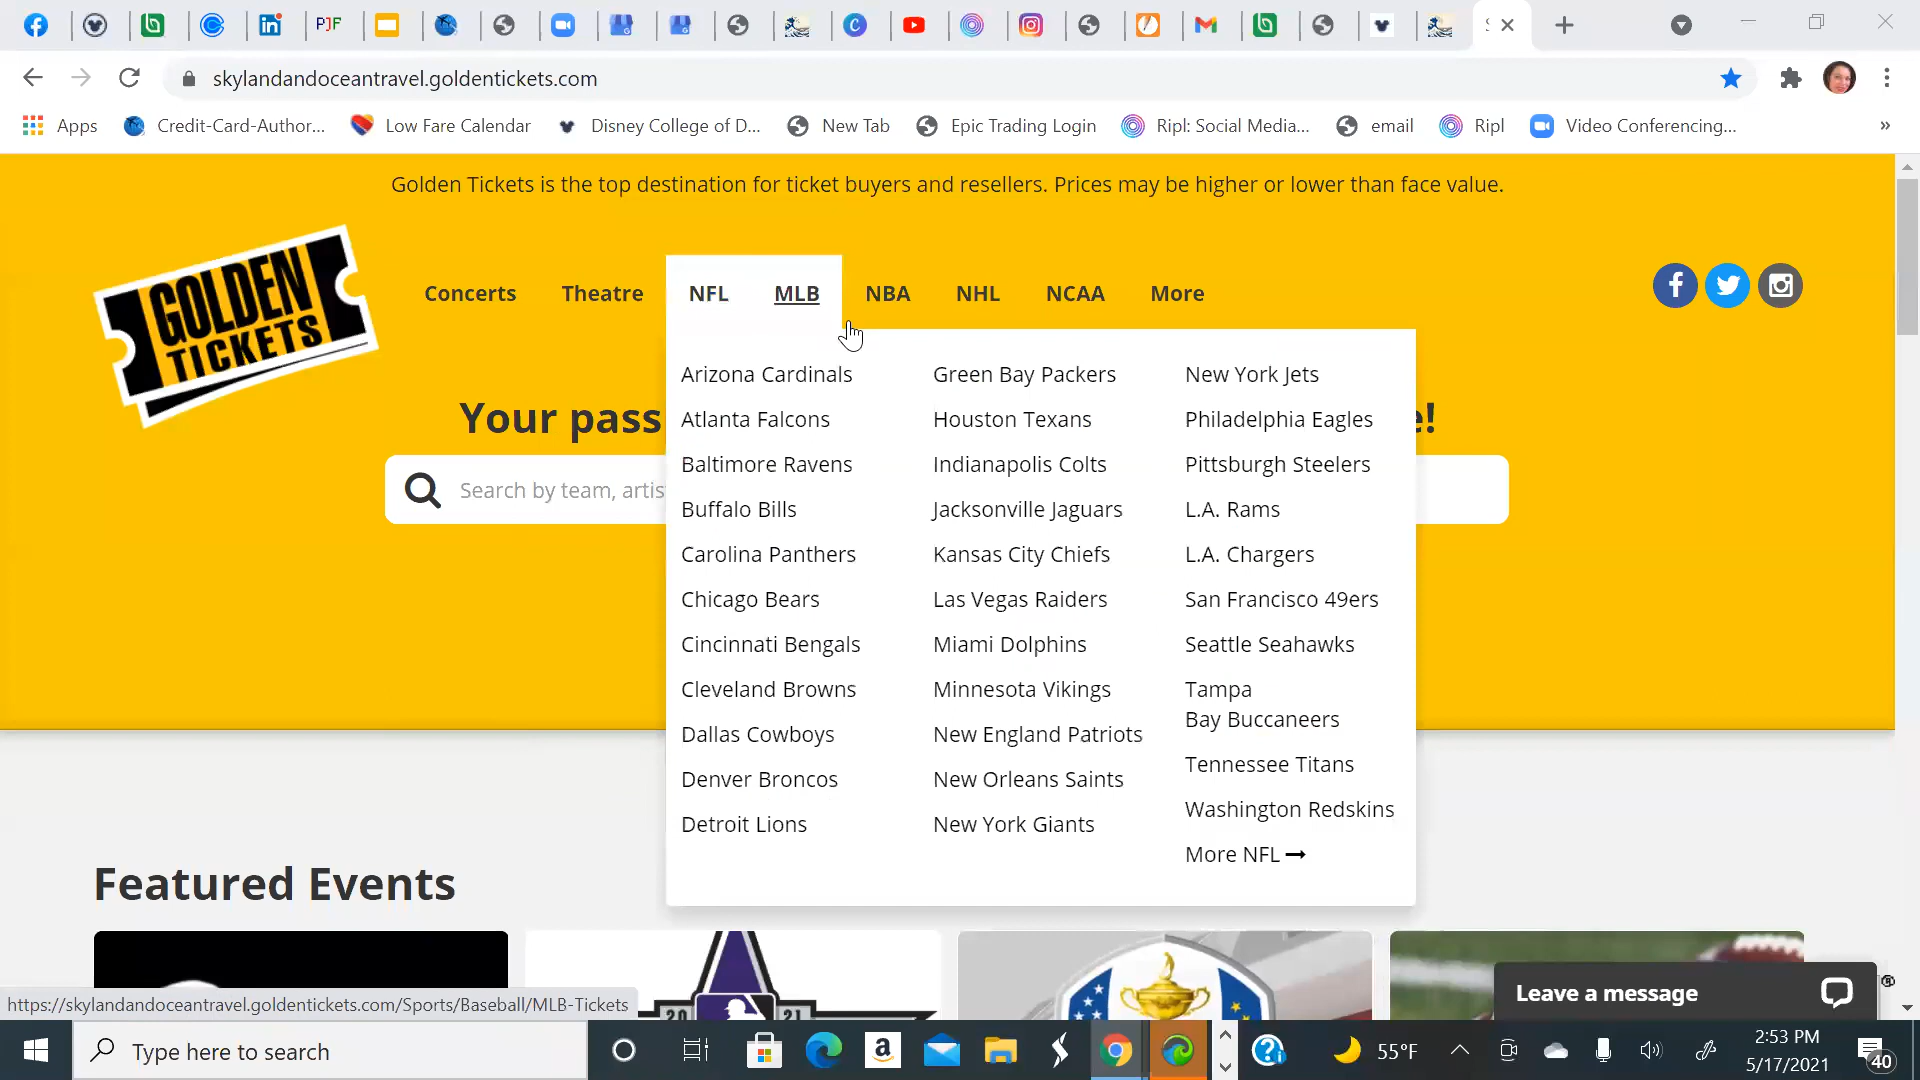 PJF
skylandandoceantravel.goldentickets.com
Apps
Credit-Card-Author...
Low Fare Calendar
Disney College of D...
New Tab
Epic Trading Login
Ripl: Social Media...
email
Ripl
Video Conferencing...
»
Golden Tickets is the top destination for ticket buyers and resellers. Prices may be higher or lower than face value.
GOLDEN
TICKETS
Concerts
Theatre
NFL
MLB
NBA
NHL
NCAA
More
Your pass
e!
Search by team, artis
Arizona Cardinals
Atlanta Falcons
Baltimore Ravens
Buffalo Bills
Carolina Panthers
Chicago Bears
Cincinnati Bengals
Cleveland Browns
Dallas Cowboys
Denver Broncos
Detroit Lions
Green Bay Packers
Houston Texans
Indianapolis Colts
Jacksonville Jaguars
Kansas City Chiefs
Las Vegas Raiders
Miami Dolphins
Minnesota Vikings
New England Patriots
New Orleans Saints
New York Giants
New York Jets
Philadelphia Eagles
Pittsburgh Steelers
L.A. Rams
L.A. Chargers
San Francisco 49ers
Seattle Seahawks
Tampa
Bay Buccaneers
Tennessee Titans
Washington Redskins
More NFL →
Featured Events
2021
Leave a message
https://skylandandoceantravel.goldentickets.com/Sports/Baseball/MLB-Tickets
Type here to search
55°F
2:53 PM
5/17/2021
40